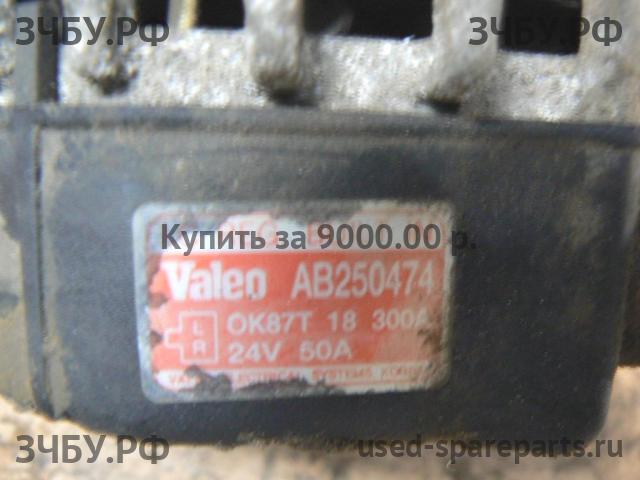 ЗЧБУ.РФ
ЗЧБУ.РФ
Купить за 9000.00 р.
Valeo AB250474
L OK87T 18 300A
R 24V 50A
ЗЧБУ.РФ
used-spareparts.ru